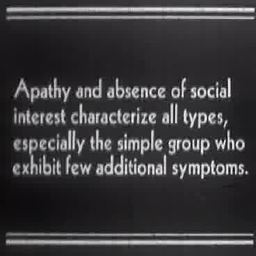 Apathy and absence of social
interest characterize all types,
especially the simple group who
exhibit few additional symptoms.